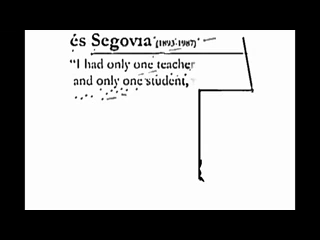 és Segovia (1893-1987)
“I had only one teacher
and only one student,